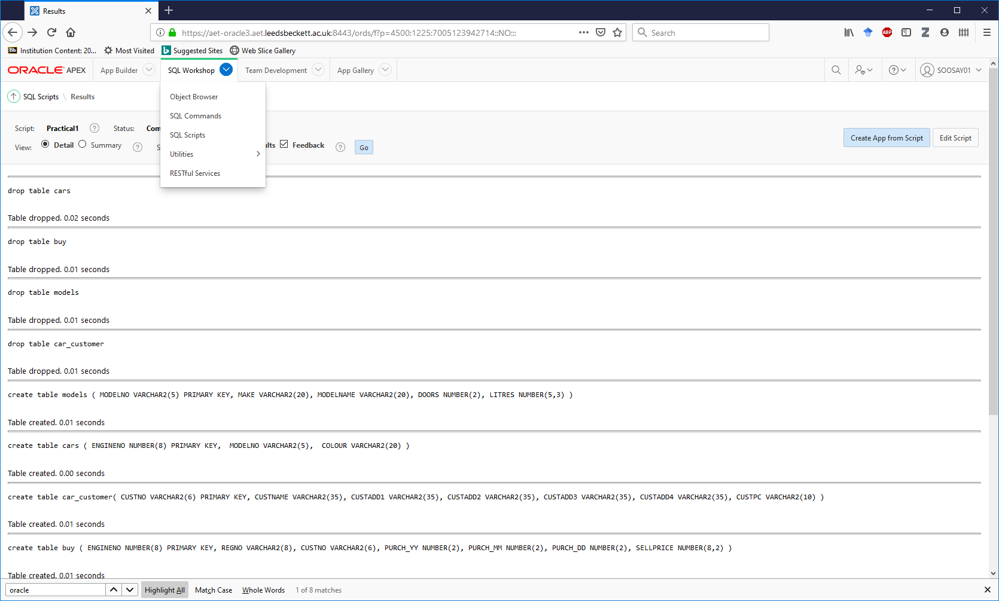 Results
https://aet-oracle3.aet.leedsbeckett.ac.uk:8443/ords/f?p=4500:1225:7005123942714::NO:::
Search
ABP
Bb Institution Content: 20... Most Visited Suggested Sites Web Slice Gallery
ORACLE APEX App Builder SQL Workshop Team Development App Gallery SOOSAY01
SQL Scripts \ Results
Object Browser
SQL Commands
SQL Scripts
Utilities
RESTful Services
Script: Practical1 ? Status: Com
View: Detail Summary ? S ults Feedback ? Go
Create App from Script Edit Script
drop table cars
Table dropped. 0.02 seconds
drop table buy
Table dropped. 0.01 seconds
drop table models
Table dropped. 0.01 seconds
drop table car_customer
Table dropped. 0.01 seconds
create table models ( MODELNO VARCHAR2(5) PRIMARY KEY, MAKE VARCHAR2(20), MODELNAME VARCHAR2(20), DOORS NUMBER(2), LITRES NUMBER(5,3) )
Table created. 0.01 seconds
create table cars ( ENGINENO NUMBER(8) PRIMARY KEY,  MODELNO VARCHAR2(5),  COLOUR VARCHAR2(20) )
Table created. 0.00 seconds
create table car_customer( CUSTNO VARCHAR2(6) PRIMARY KEY, CUSTNAME VARCHAR2(35), CUSTADD1 VARCHAR2(35), CUSTADD2 VARCHAR2(35), CUSTADD3 VARCHAR2(35), CUSTADD4 VARCHAR2(35), CUSTPC VARCHAR2(10) )
Table created. 0.01 seconds
create table buy ( ENGINENO NUMBER(8) PRIMARY KEY, REGNO VARCHAR2(8), CUSTNO VARCHAR2(6), PURCH_YY NUMBER(2), PURCH_MM NUMBER(2), PURCH_DD NUMBER(2), SELLPRICE NUMBER(8,2) )
Table created. 0.01 seconds
oracle Highlight All Match Case Whole Words 1 of 8 matches